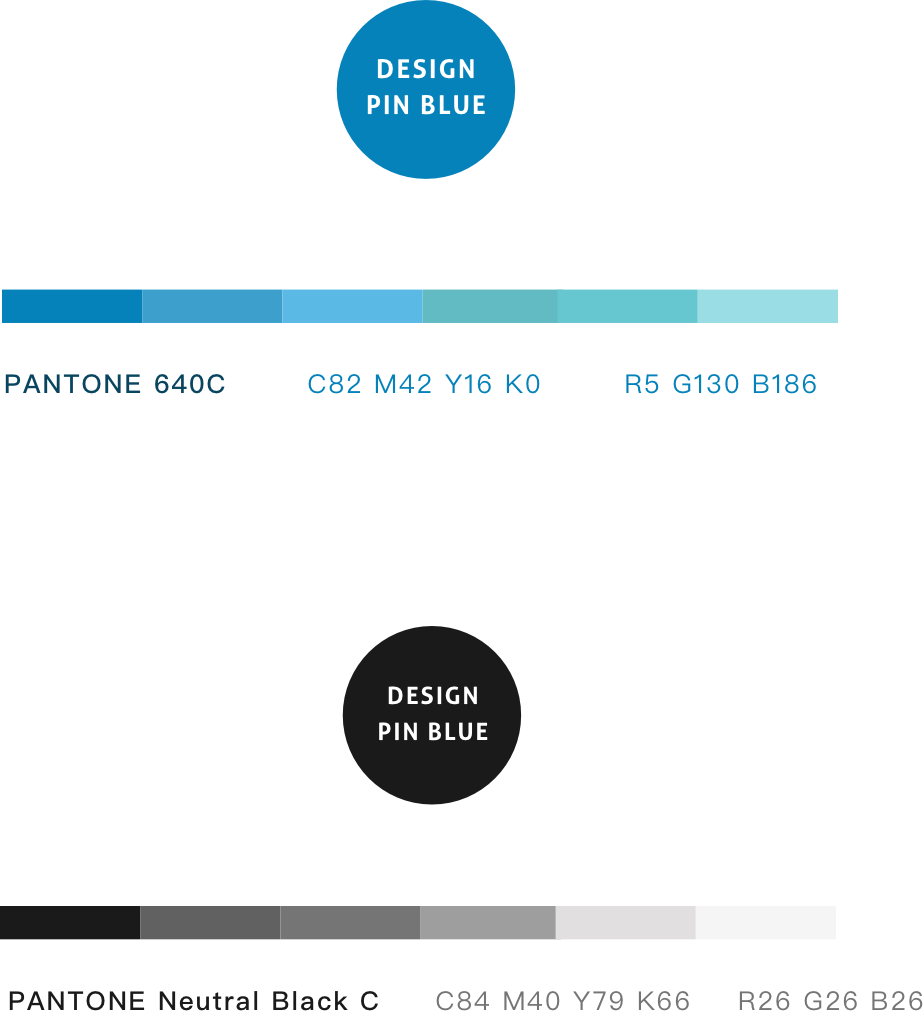 DESIGN
PIN BLUE
PANTONE 640C C82 M42 Y16 K0 R5 G130 B186
DESIGN
PIN BLUE
PANTONE Neutral Black C C84 M40 Y79 K66 R26 G26 B26